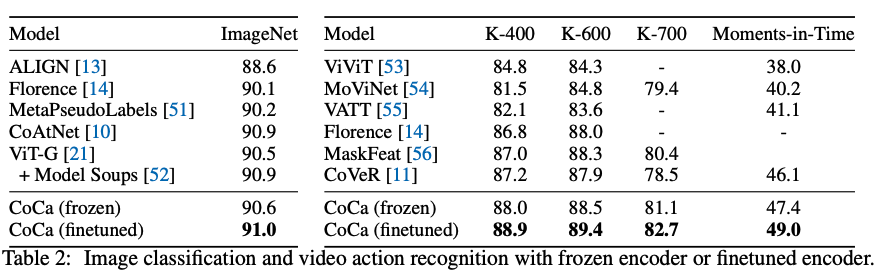 Model ImageNet
ALIGN [13] 88.6
Florence [14] 90.1
MetaPseudoLabels [51] 90.2
CoAtNet [10] 90.9
ViT-G [21] 90.5
+ Model Soups [52] 90.9
CoCa (frozen) 90.6
CoCa (finetuned) 91.0
Model K-400 K-600 K-700 Moments-in-Time
ViViT [53] 84.8 84.3 - 38.0
MoViNet [54] 81.5 84.8 79.4 40.2
VATT [55] 82.1 83.6 - 41.1
Florence [14] 86.8 88.0 - -
MaskFeat [56] 87.0 88.3 80.4
CoVeR [11] 87.2 87.9 78.5 46.1
CoCa (frozen) 88.0 88.5 81.1 47.4
CoCa (finetuned) 88.9 89.4 82.7 49.0
Table 2: Image classification and video action recognition with frozen encoder or finetuned encoder.